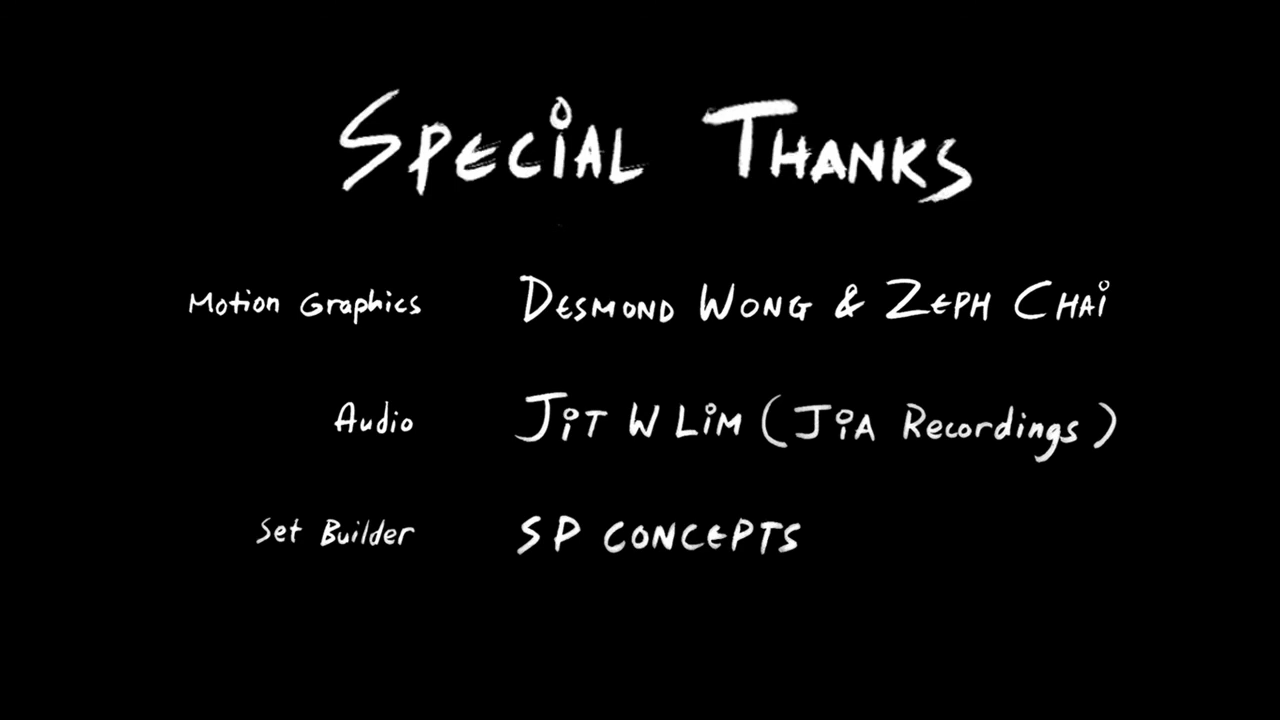 SPECIAL THANKS
Motion Graphics DESMOND WONG & ZEPH CHAi
Audio JiT W LiM (JiA Recordings)
Set Builder SP CONCEPTS